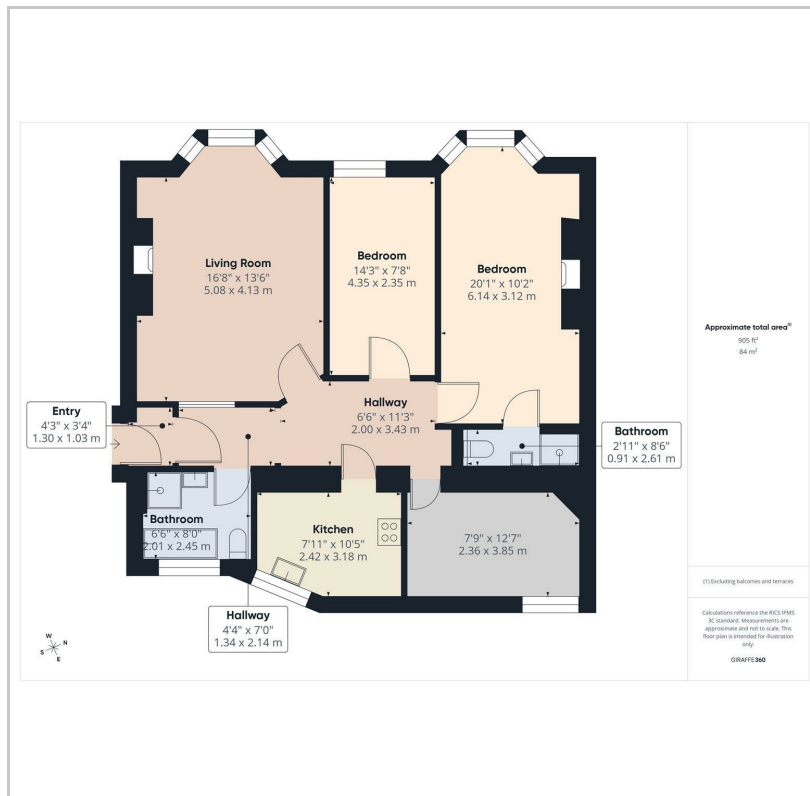 Living Room
16'8" x 13'6"
5.08 x 4.13 m
Bedroom
14'3" x 7'8"
4.35 x 2.35 m
Bedroom
20'1" x 10'2"
6.14 x 3.12 m
Entry
4'3" x 3'4"
1.30 x 1.03 m
Hallway
6'6" x 11'3"
2.00 x 3.43 m
Bathroom
2'11" x 8'6"
0.91 x 2.61 m
Bathroom
6'6" x 8'0"
2.01 x 2.45 m
Kitchen
7'11" x 10'5"
2.42 x 3.18 m
7'9" x 12'7"
2.36 x 3.85 m
Hallway
4'4" x 7'0"
1.34 x 2.14 m
W
N
S
E
Approximate total area(1)
905 ft²
84 m²
(1) Excluding balconies and terraces
Calculations reference the RICS IPMS
3C standard. Measurements are
approximate and not to scale. This
floor plan is intended for illustration
only.
GIRAFFE360